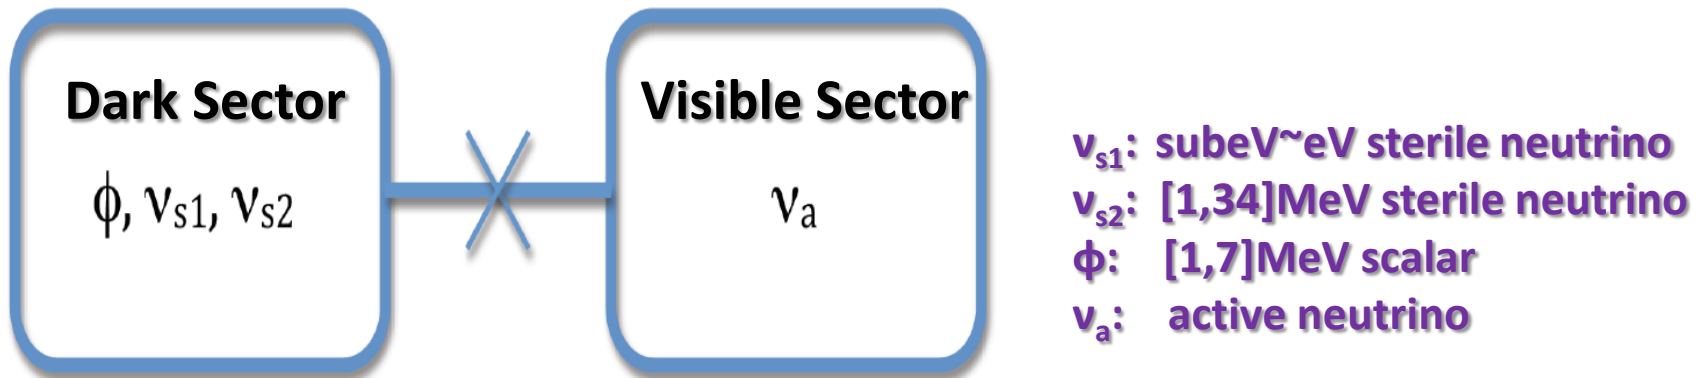 Dark Sector
ϕ, νs1, νs2
Visible Sector
νa
νs1: subeV~eV sterile neutrino
νs2: [1,34]MeV sterile neutrino
ϕ: [1,7]MeV scalar
νa: active neutrino